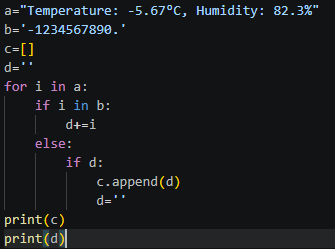 a="Temperature: -5.67°C, Humidity: 82.3%"
b='-1234567890.'
c=[]
d=''
for i in a:
    if i in b:
        d+=i
    else:
        if d:
            c.append(d)
            d=''
print(c)
print(d)